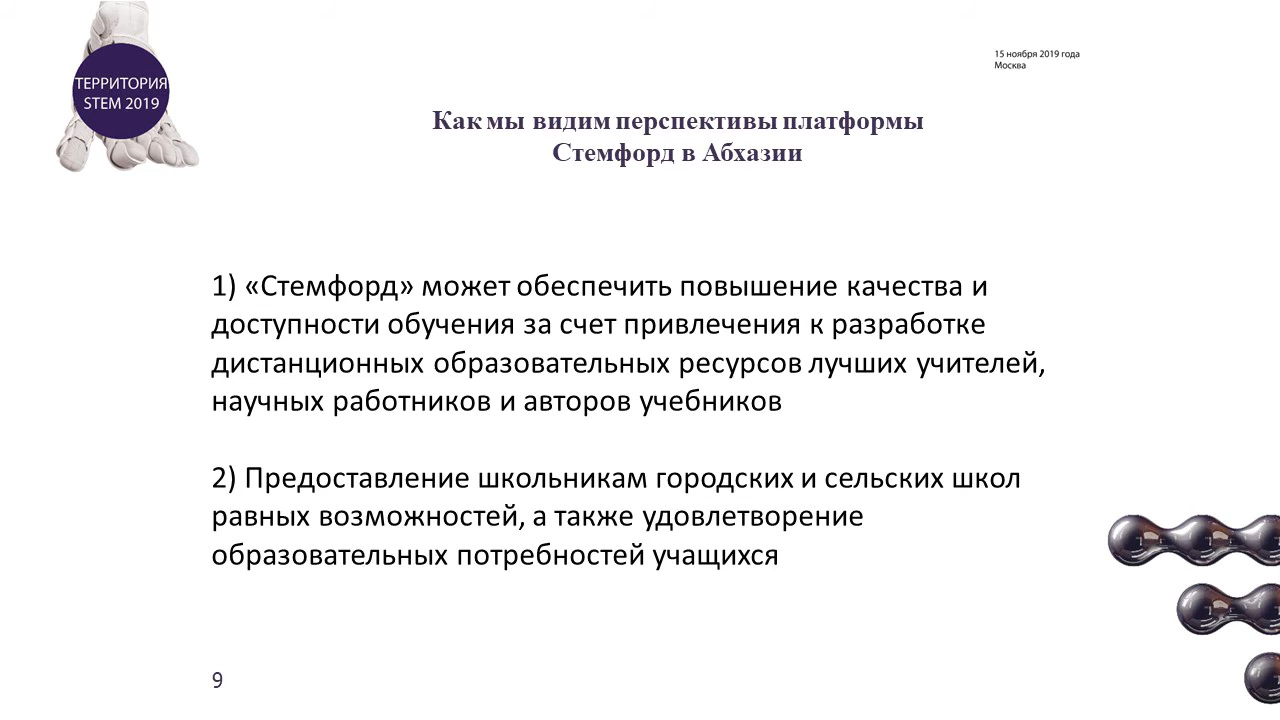 ТЕРРИТОРИЯ
STEM 2019
15 ноября 2019 года
Москва
Как мы видим перспективы платформы
Стемфорд в Абхазии
1) «Стемфорд» может обеспечить повышение качества и
доступности обучения за счет привлечения к разработке
дистанционных образовательных ресурсов лучших учителей,
научных работников и авторов учебников
2) Предоставление школьникам городских и сельских школ
равных возможностей, а также удовлетворение
образовательных потребностей учащихся
9